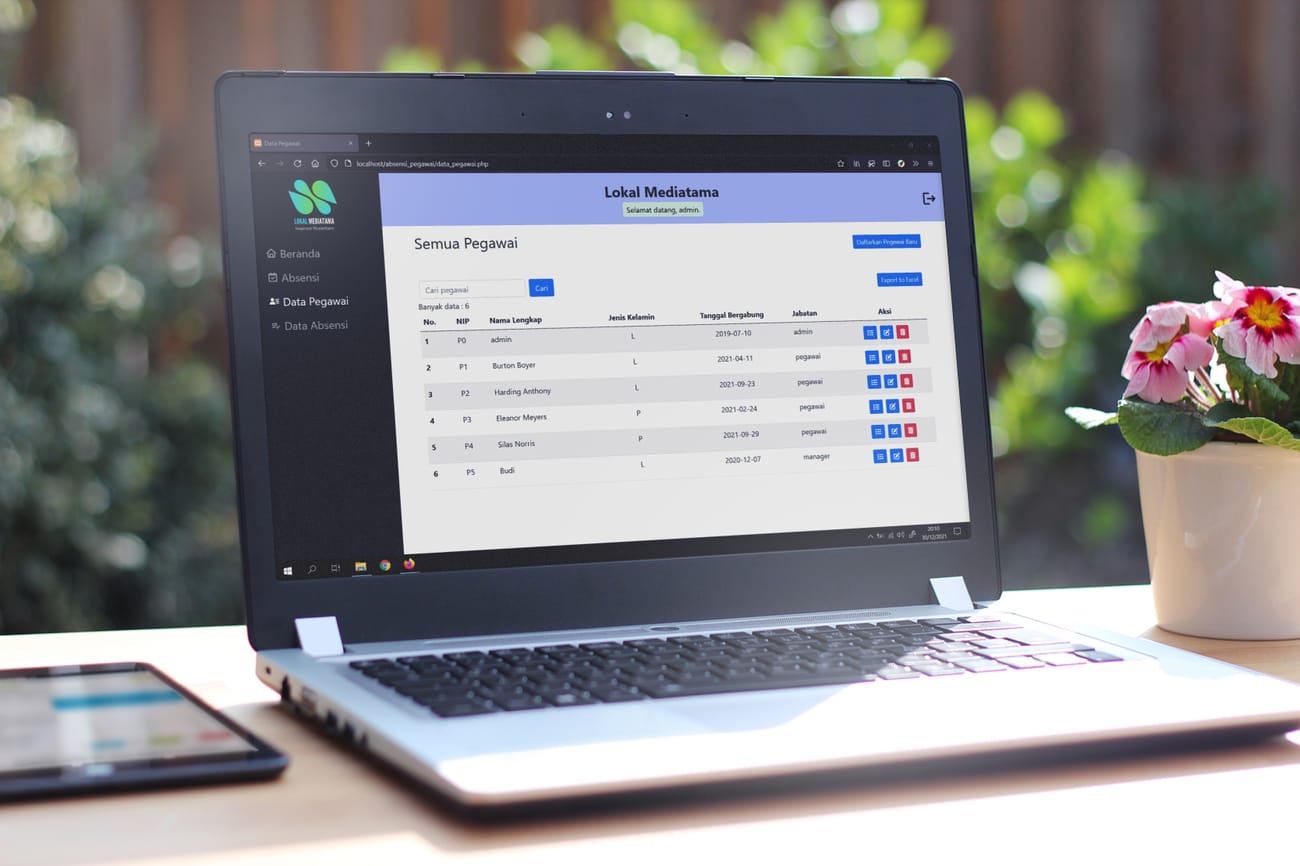 Data Pegawai
localhost/absensi_pegawai/data_pegawai.php
LOKAL MEDIATAMA
Beranda
Absensi
Data Pegawai
Data Absensi
Lokal Mediatama
Selamat datang, admin.
Semua Pegawai
Daftarkan Pegawai Baru
Cari pegawai Cari
Export to Excel
Banyak data : 6
No. NIP Nama Lengkap Jenis Kelamin Tanggal Bergabung Jabatan Aksi
1 P0 admin L 2019-07-10 admin
2 P1 Burton Boyer L 2021-04-11 pegawai
3 P2 Harding Anthony L 2021-09-23 pegawai
4 P3 Eleanor Meyers P 2021-02-24 pegawai
5 P4 Silas Norris P 2021-09-29 pegawai
6 P5 Budi L 2020-12-07 manager
20:10
10/12/2021